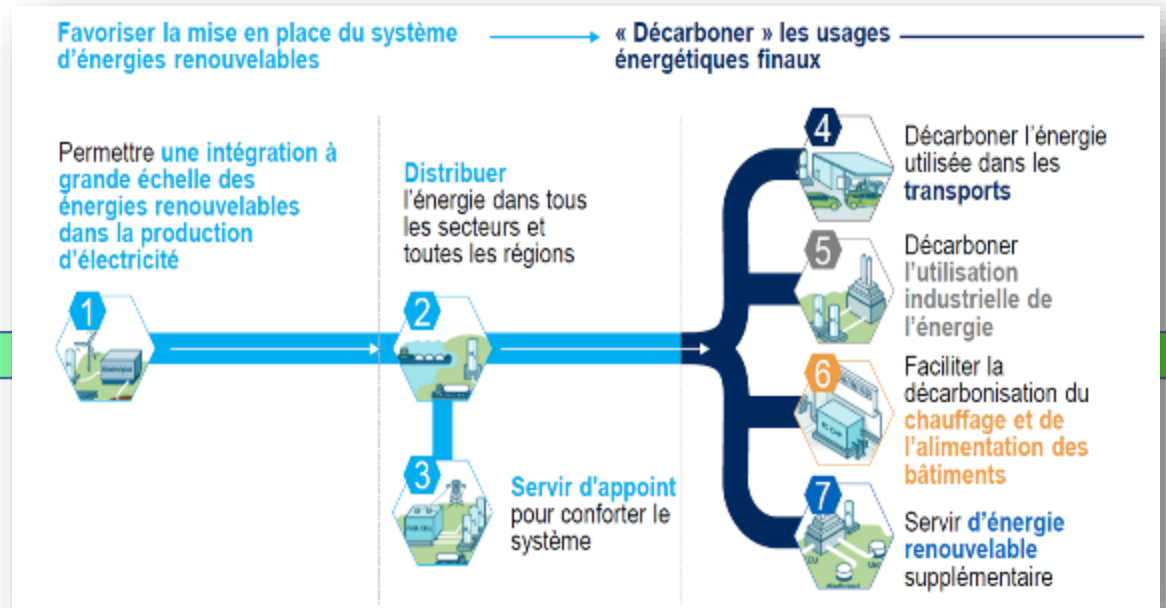 Favoriser la mise en place du système
d'énergies renouvelables
« Décarboner » les usages
énergétiques finaux
Permettre une intégration à
grande échelle des
énergies renouvelables
dans la production
d'électricité
1
Distribuer
l'énergie dans tous
les secteurs et
toutes les régions
2
3
FUEL CELL
Servir d'appoint
pour conforter le
système
4
Décarboner l'énergie
utilisée dans les
transports
5
Décarboner
l'utilisation
industrielle de
l'énergie
6
Faciliter la
décarbonisation du
chauffage et de
l'alimentation des
bâtiments
7
Servir d'énergie
renouvelable
supplémentaire